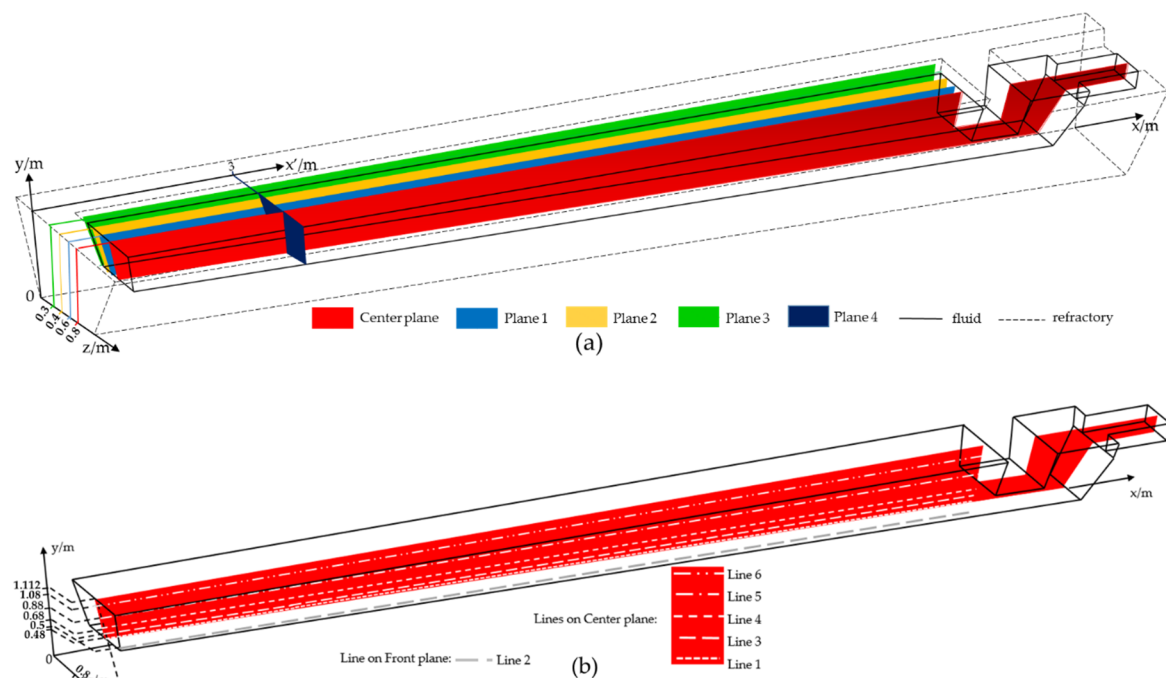 y/m
3
x'/m
x/m
0
0.3
0.4
0.6
0.8
z/m
Center plane
Plane 1
Plane 2
Plane 3
Plane 4
fluid
refractory
(a)
y/m
x/m
1.112
1.08
0.88
0.68
0.5
0.48
0
0.8
Lines on Center plane:
Line 6
Line 5
Line 4
Line 3
Line 1
Line on Front plane:
Line 2
(b)